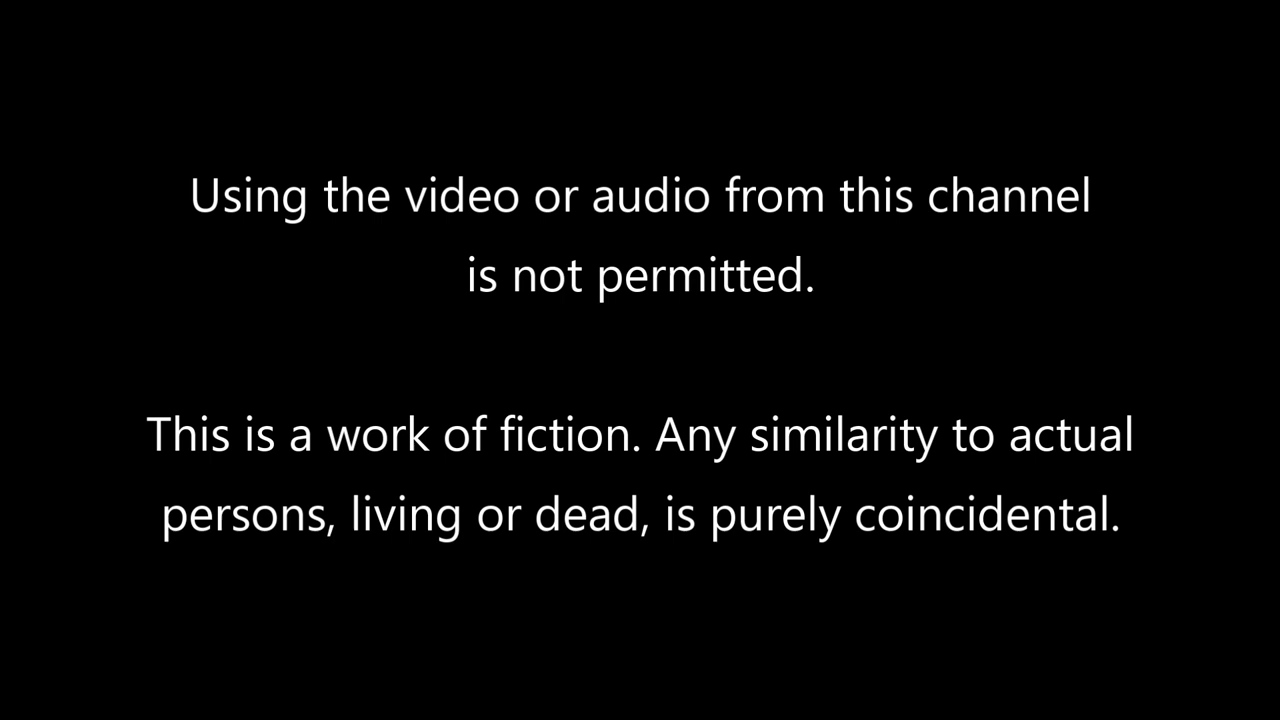 Using the video or audio from this channel
is not permitted.
This is a work of fiction. Any similarity to actual
persons, living or dead, is purely coincidental.